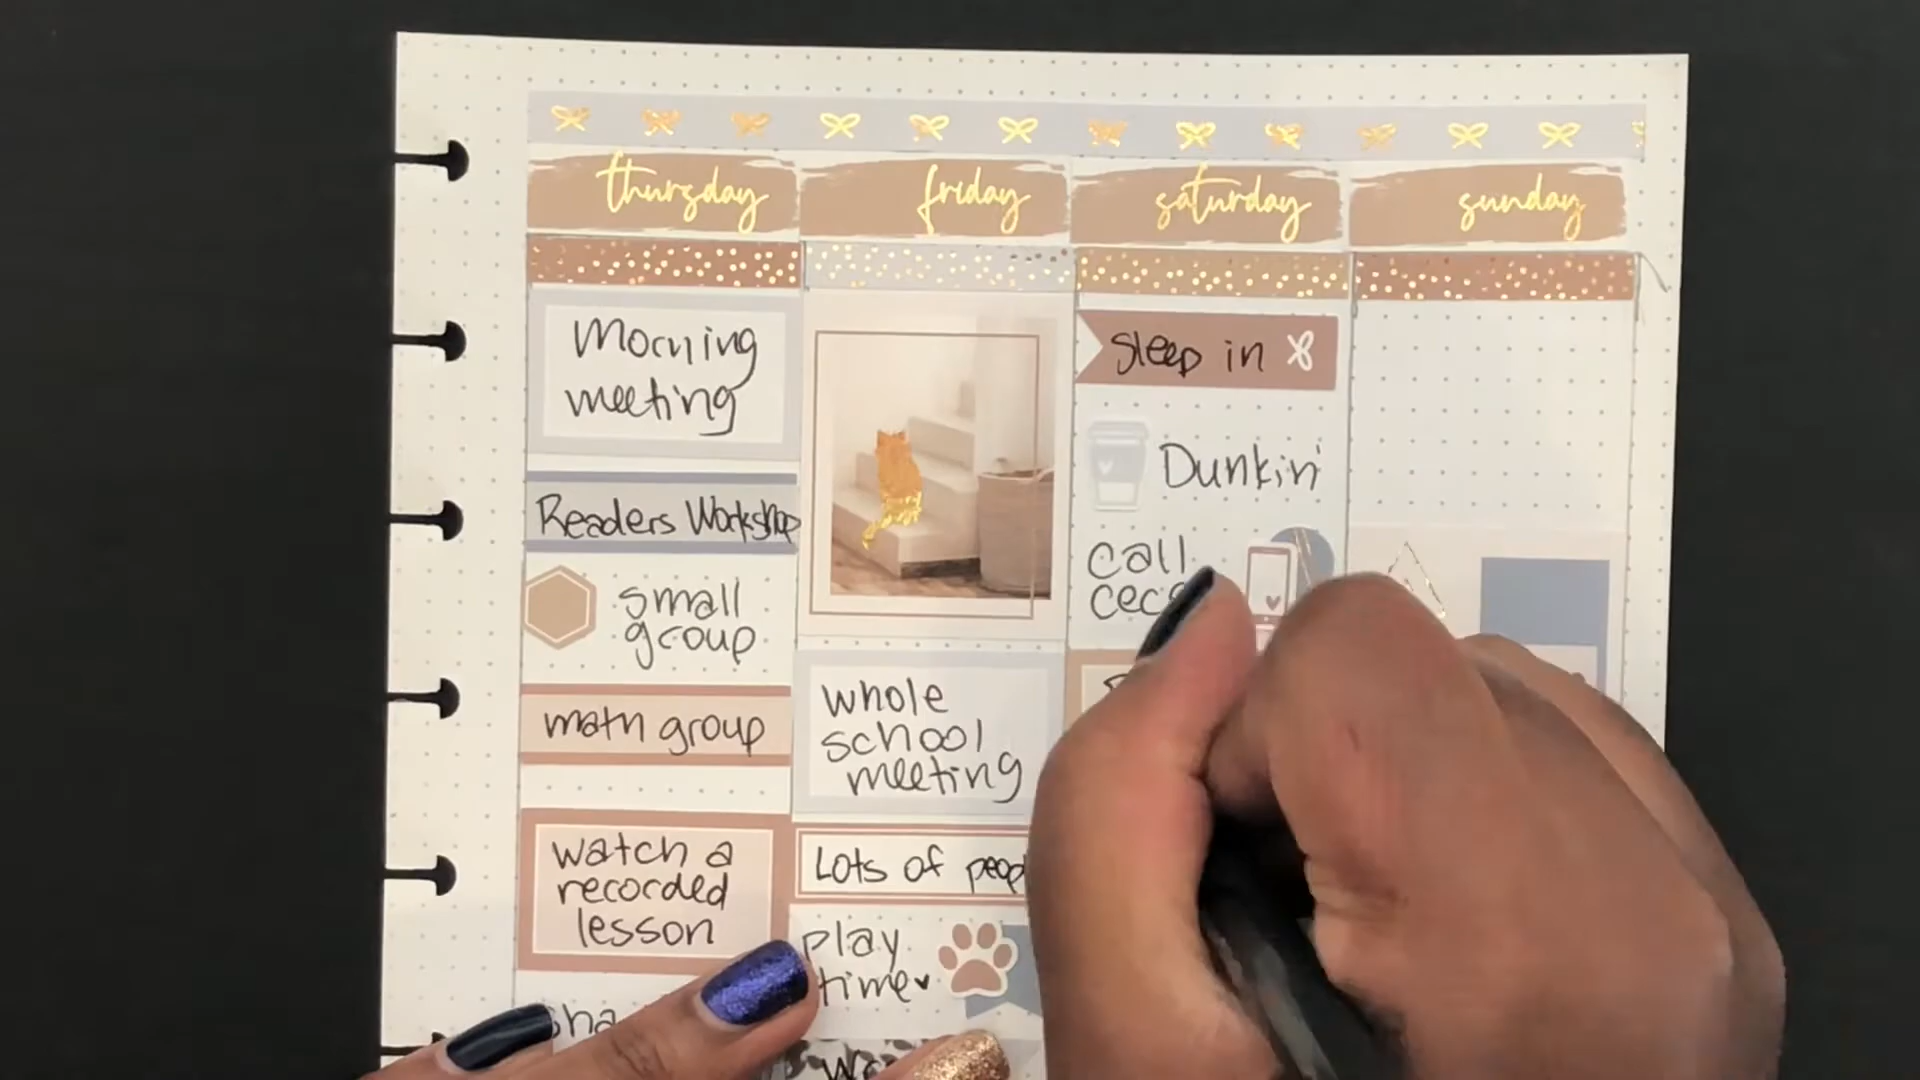 thursday
friday
saturday
sunday
Morning
meeting
Readers Workshop
small
group
math group
watch a
recorded
lesson
whole
school
meeting
Lots of
play
time
sleep in
Dunkin'
call